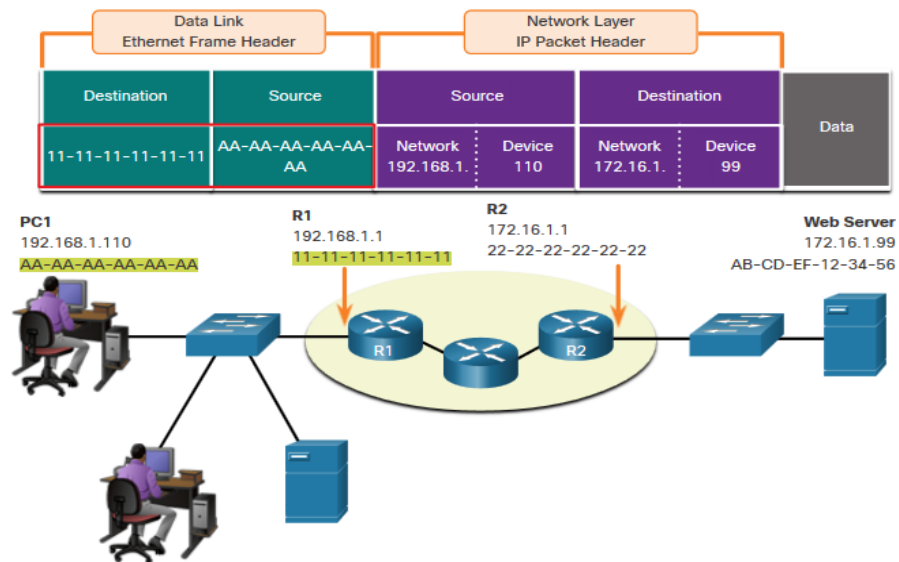 Data Link
Ethernet Frame Header
Network Layer
IP Packet Header
Destination
Source
Source
Destination
Data
11-11-11-11-11-11
AA-AA-AA-AA-AA-
AA
Network
192.168.1.
Device
110
Network
172.16.1.
Device
99
PC1
192.168.1.110
AA-AA-AA-AA-AA-AA
R1
192.168.1.1
11-11-11-11-11-11
R2
172.16.1.1
22-22-22-22-22-22
Web Server
172.16.1.99
AB-CD-EF-12-34-56
R1
R2